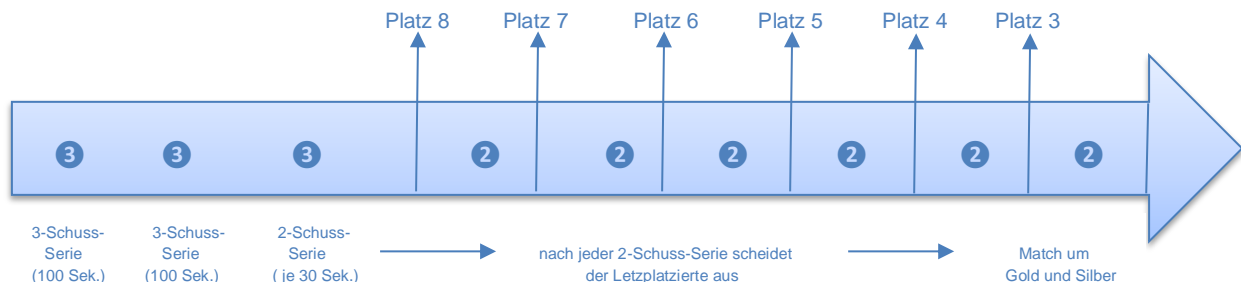 Platz 8 Platz 7 Platz 6 Platz 5 Platz 4 Platz 3
3 3 3 2 2 2 2 2 2
3-Schuss- 3-Schuss- 2-Schuss-
Serie Serie Serie nach jeder 2-Schuss-Serie scheidet Match um
(100 Sek.) (100 Sek.) ( je 30 Sek.) der Letzplatzierte aus Gold und Silber